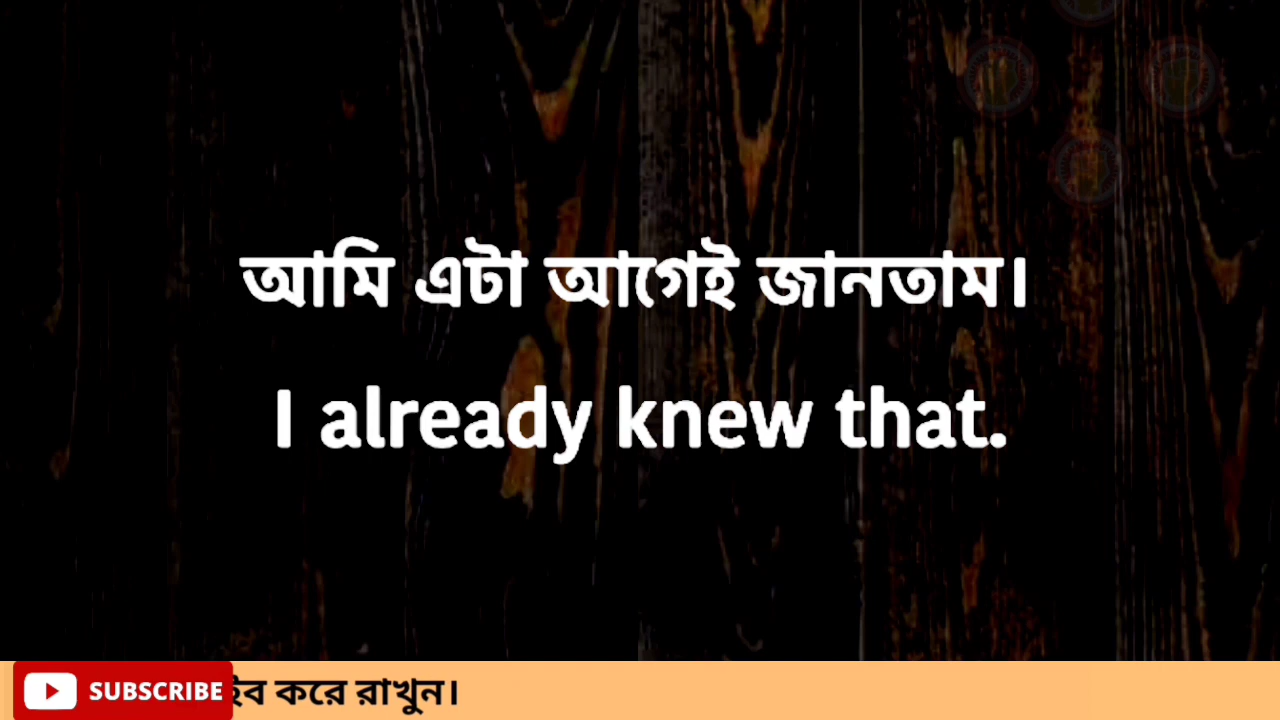 আমি এটা আগেই জানতাম।
I already knew that.
SUBSCRIBE করে রাখুন।